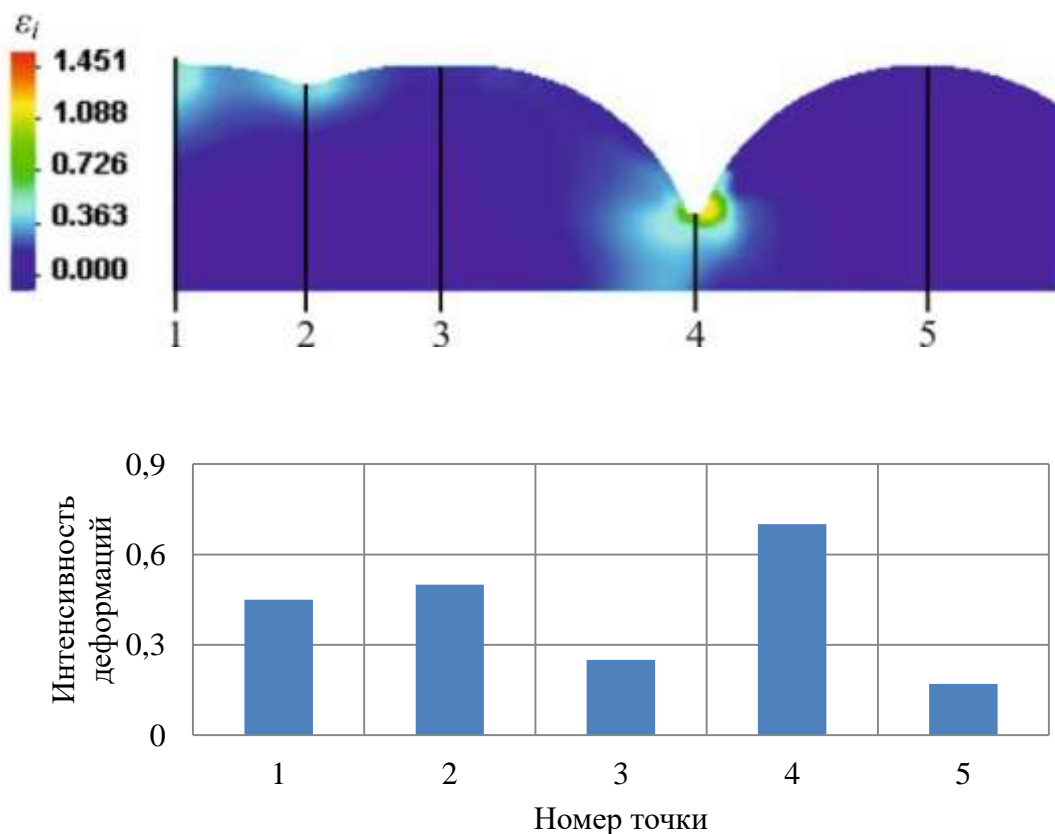 εᵢ
1.451
1.088
0.726
0.363
0.000
1 2 3 4 5
0,9
0,6
0,3
0
Интенсивность
деформаций
1 2 3 4 5
Номер точки